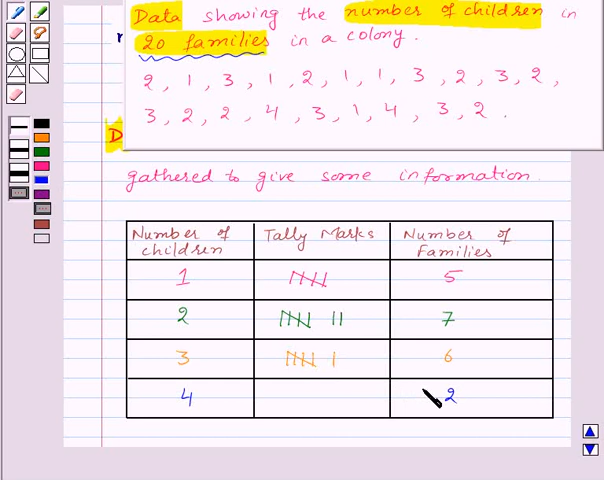 Data showing the number of children in
20 families in a colony.
2, 1, 3, 1, 2, 1, 1, 3, 2, 3, 2,
3, 2, 2, 4, 3, 1, 4, 3, 2.
D
gathered to give some information.
Number of children Tally Marks Number of Families
1 5
2 7
3 6
4 2